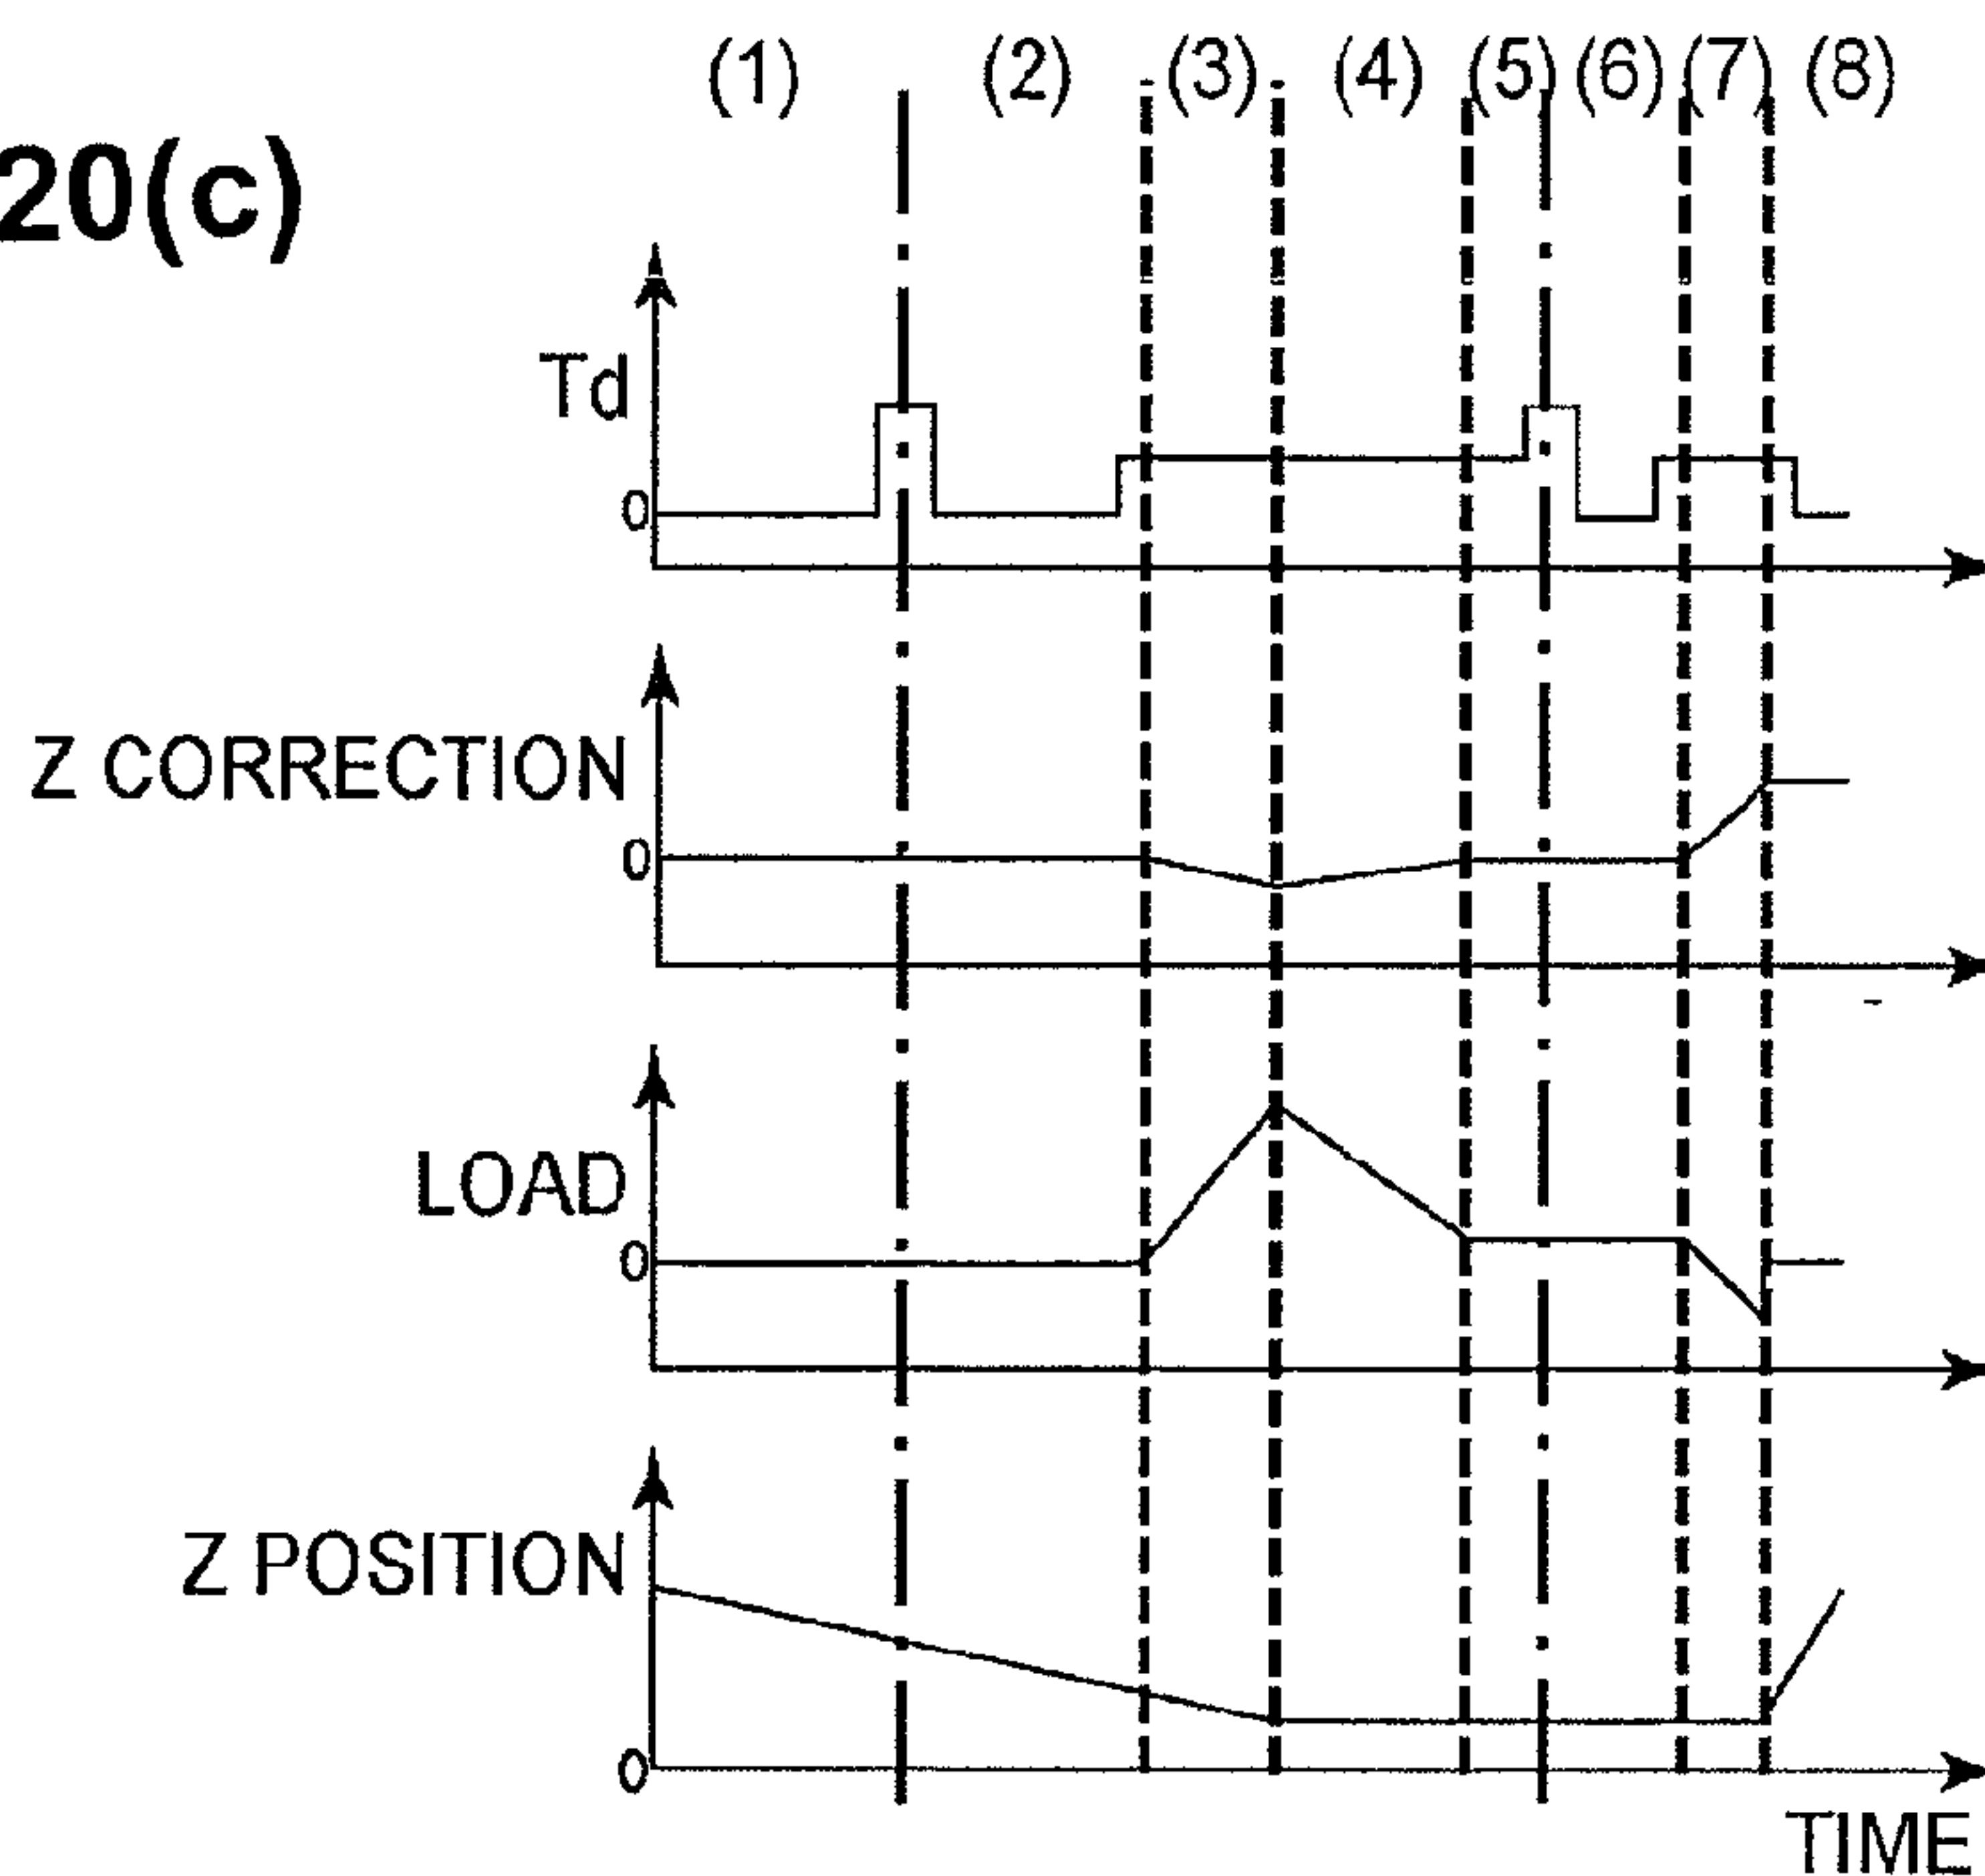 (1) (2) (3) (4) (5) (6) (7) (8)
20(c)
Td
0
Z CORRECTION
0
LOAD
0
Z POSITION
0
TIME